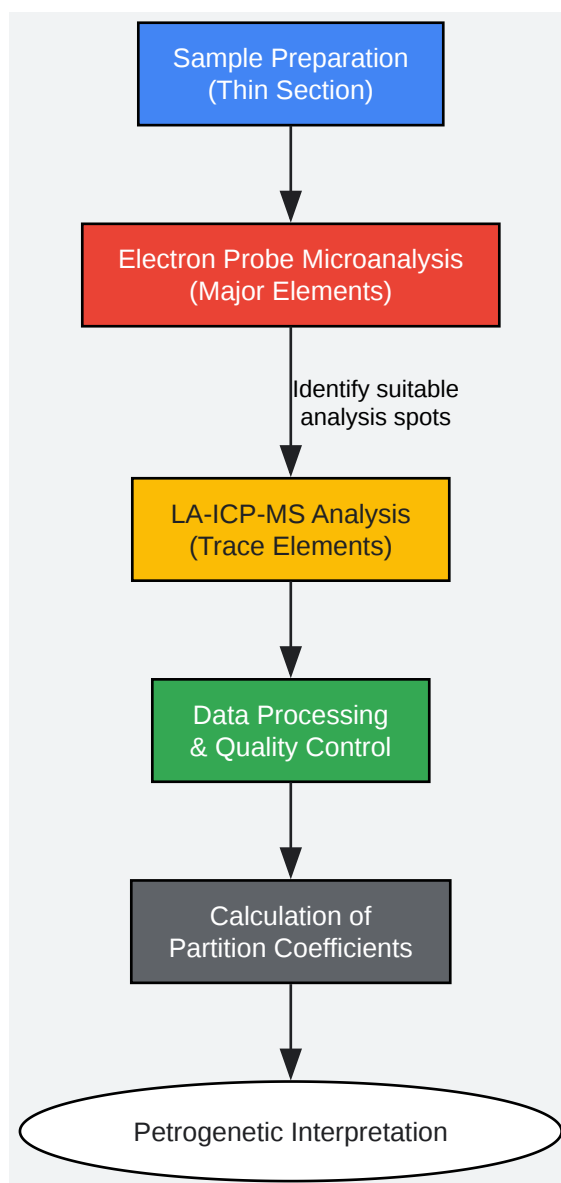 Sample Preparation
(Thin Section)
Electron Probe Microanalysis
(Major Elements)
Identify suitable
analysis spots
LA-ICP-MS Analysis
(Trace Elements)
Data Processing
& Quality Control
Calculation of
Partition Coefficients
Petrogenetic Interpretation